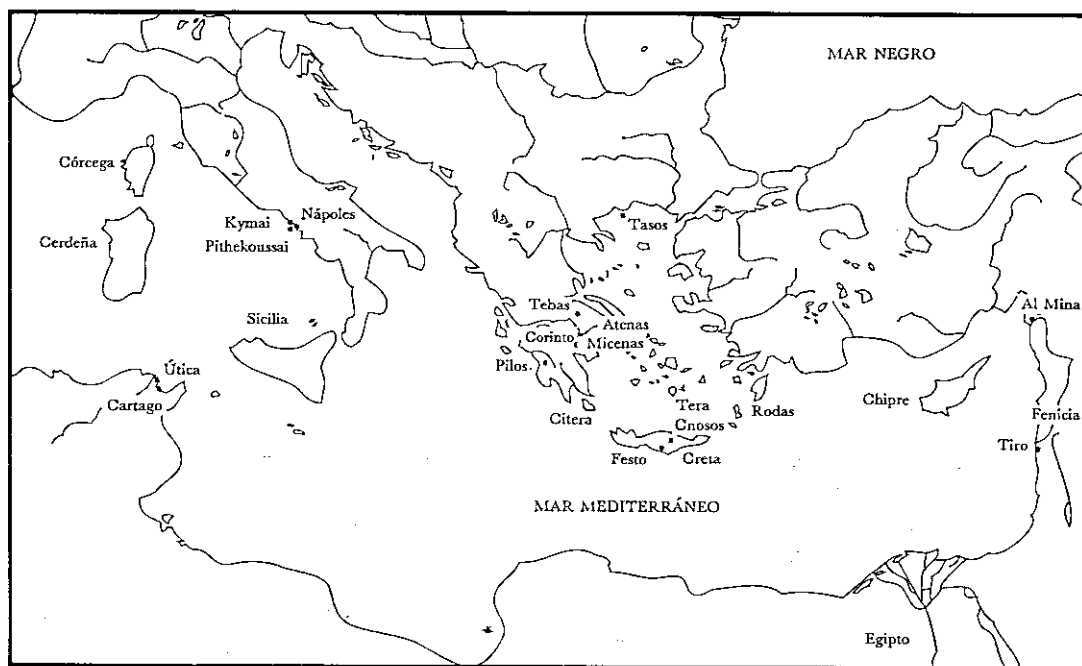 MAR NEGRO
Córcega
Kymai
Nápoles
Pithekoussai
Cerdeña
Tasos
Tebas
Atenas
Corinto
Micenas
Pilos
Sicilia
Al Mina
Útica
Cartago
Citera
Tera
Rodas
Chipre
Fenicia
Cnosos
Festo
Creta
Tiro
MAR MEDITERRÁNEO
Egipto